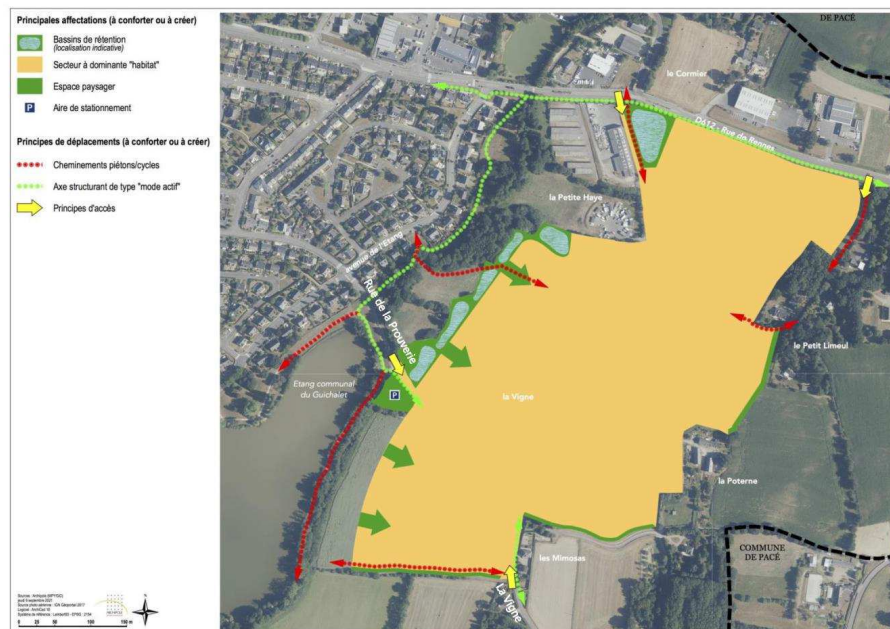 Principales affectations (à conforter ou à créer)
Bassins de rétention
(localisation indicative)
Secteur à dominante "habitat"
Espace paysager
P
Aire de stationnement
Principes de déplacements (à conforter ou à créer)
Cheminements piétons/cycles
Axe structurant de type "mode actif"
Principes d'accès
DE PACÉ
le Cormier
D612 - Rue de Rennes
la Petite Haye
avenue de l'Etang
Rue de la Prouverie
le Petit Limeul
Etang communal
du Guichalet
P
la Vigne
la Poterne
les Mimosas
COMMUNE
DE PACÉ
La Vigne
0 20 50 100 150 m